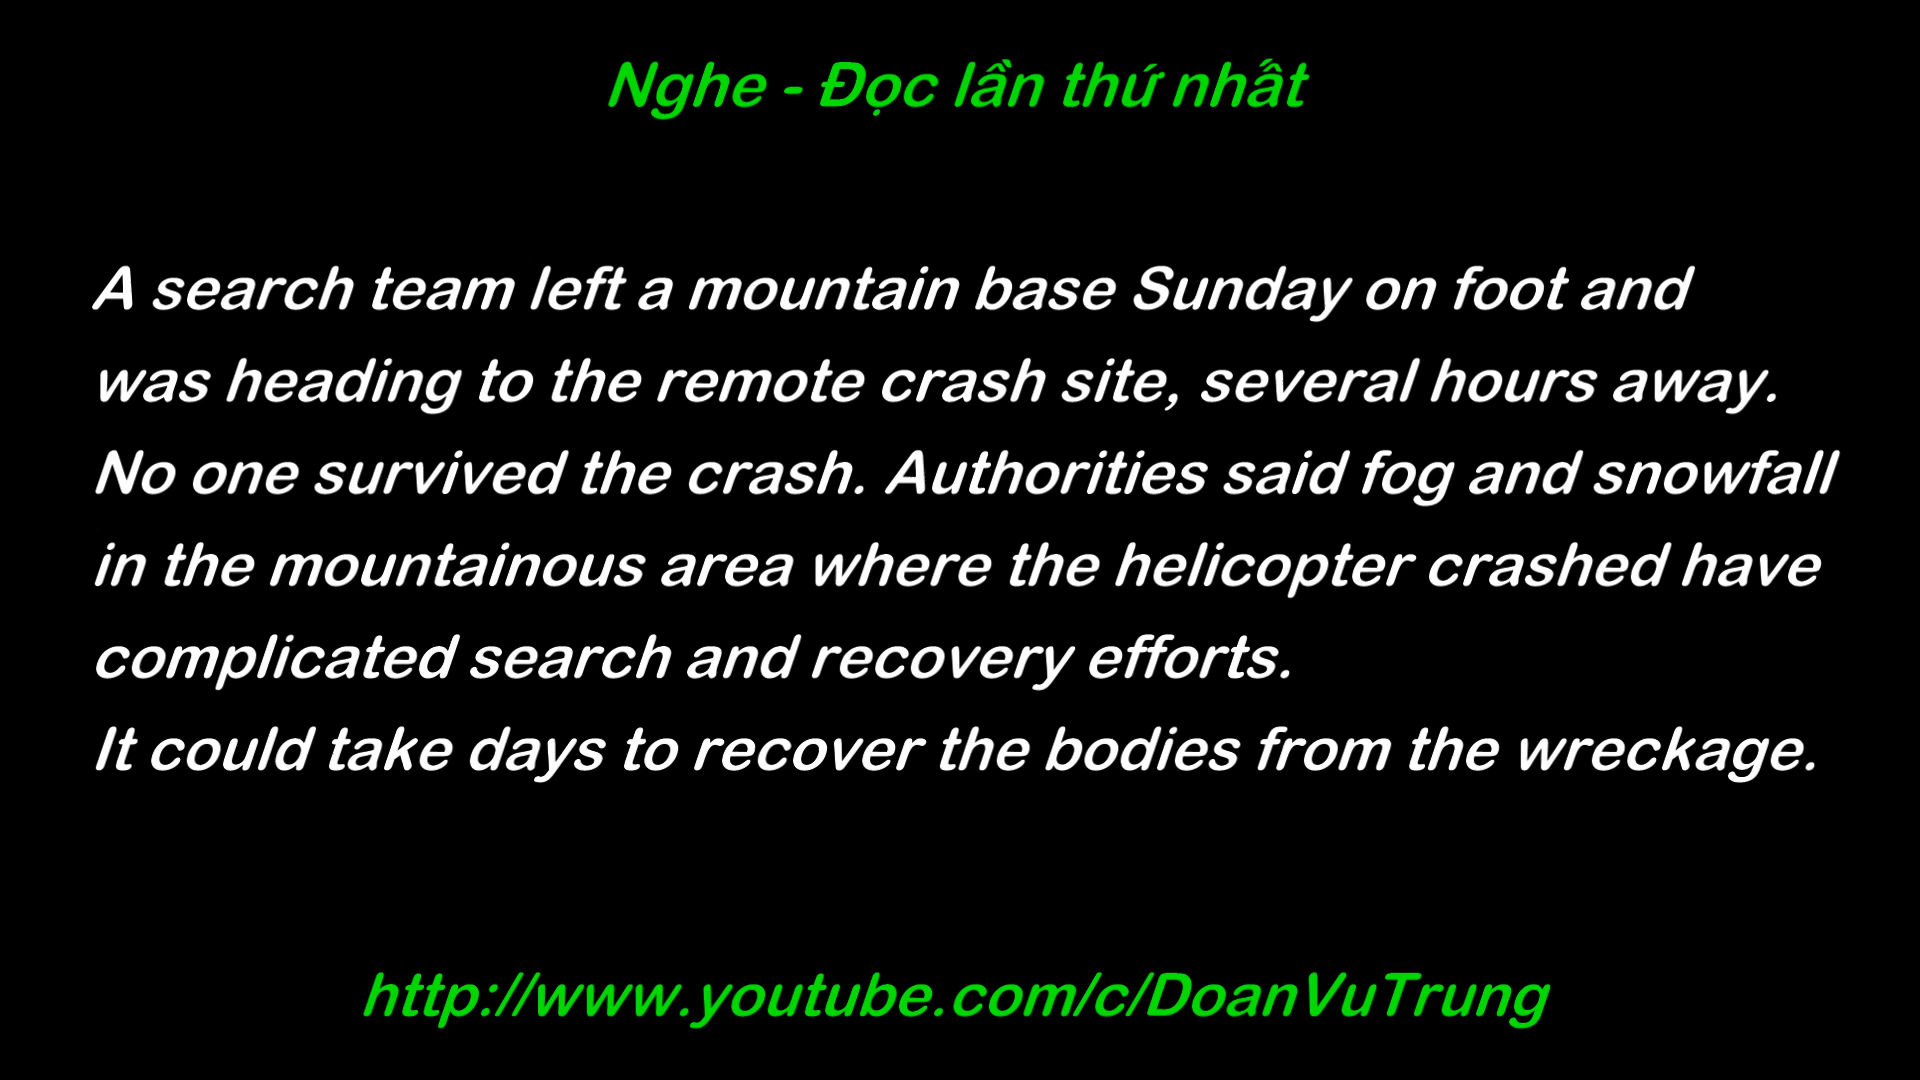 Nghe - Đọc lần thứ nhất
A search team left a mountain base Sunday on foot and
was heading to the remote crash site, several hours away.
No one survived the crash. Authorities said fog and snowfall
in the mountainous area where the helicopter crashed have
complicated search and recovery efforts.
It could take days to recover the bodies from the wreckage.
http://www.youtube.com/c/DoanVuTrung